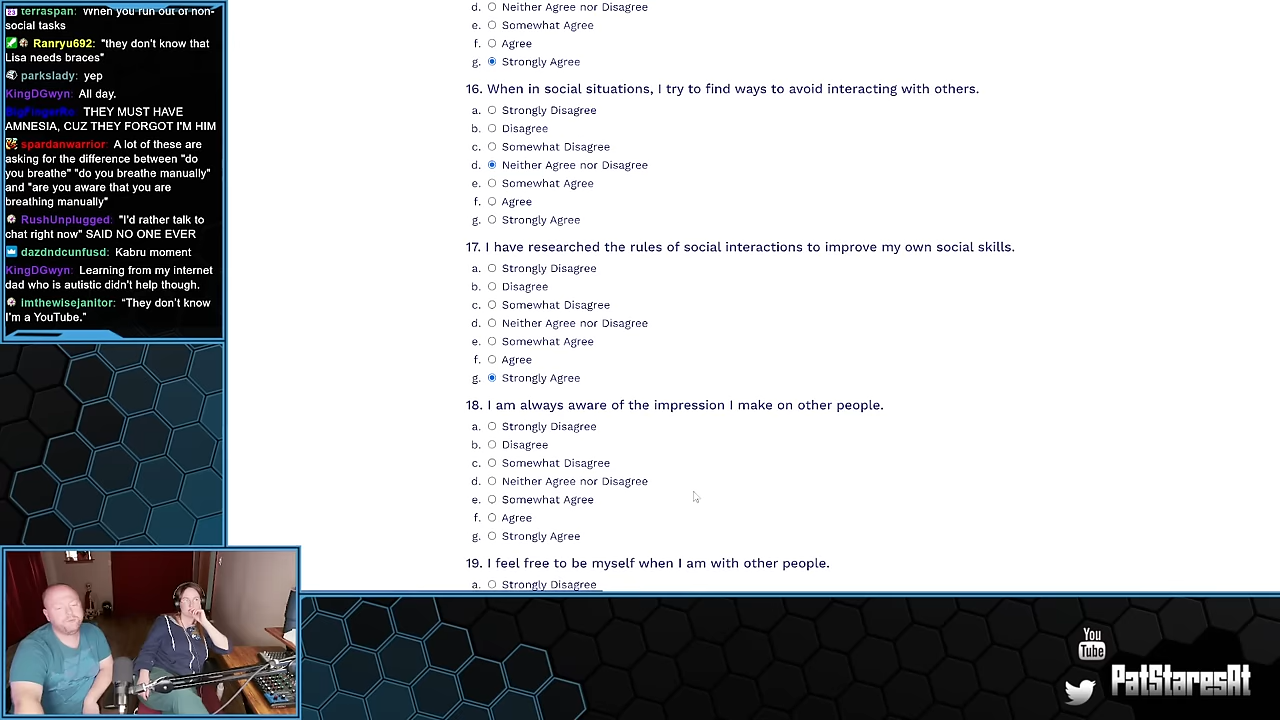 terraspan: When you run out of non-
social tasks
Ranryu692: "they don't know that
Lisa needs braces"
parkslady: yep
KingDGwyn: All day.
BigFingerRo: THEY MUST HAVE
AMNESIA, CUZ THEY FORGOT I'M HIM
spardanwarrior: A lot of these are
asking for the difference between "do
you breathe" "do you breathe manually"
and "are you aware that you are
breathing manually"
RushUnplugged: "I'd rather talk to
chat right now" SAID NO ONE EVER
dazdndcunfusd: Kabru moment
KingDGwyn: Learning from my internet
dad who is autistic didn't help though.
imthewisejanitor: "They don't know
I'm a YouTube."
d. Neither Agree nor Disagree
e. Somewhat Agree
f. Agree
g. Strongly Agree
16. When in social situations, I try to find ways to avoid interacting with others.
a. Strongly Disagree
b. Disagree
c. Somewhat Disagree
d. Neither Agree nor Disagree
e. Somewhat Agree
f. Agree
g. Strongly Agree
17. I have researched the rules of social interactions to improve my own social skills.
a. Strongly Disagree
b. Disagree
c. Somewhat Disagree
d. Neither Agree nor Disagree
e. Somewhat Agree
f. Agree
g. Strongly Agree
18. I am always aware of the impression I make on other people.
a. Strongly Disagree
b. Disagree
c. Somewhat Disagree
d. Neither Agree nor Disagree
e. Somewhat Agree
f. Agree
g. Strongly Agree
19. I feel free to be myself when I am with other people.
a. Strongly Disagree
You
Tube
PatStaresAt